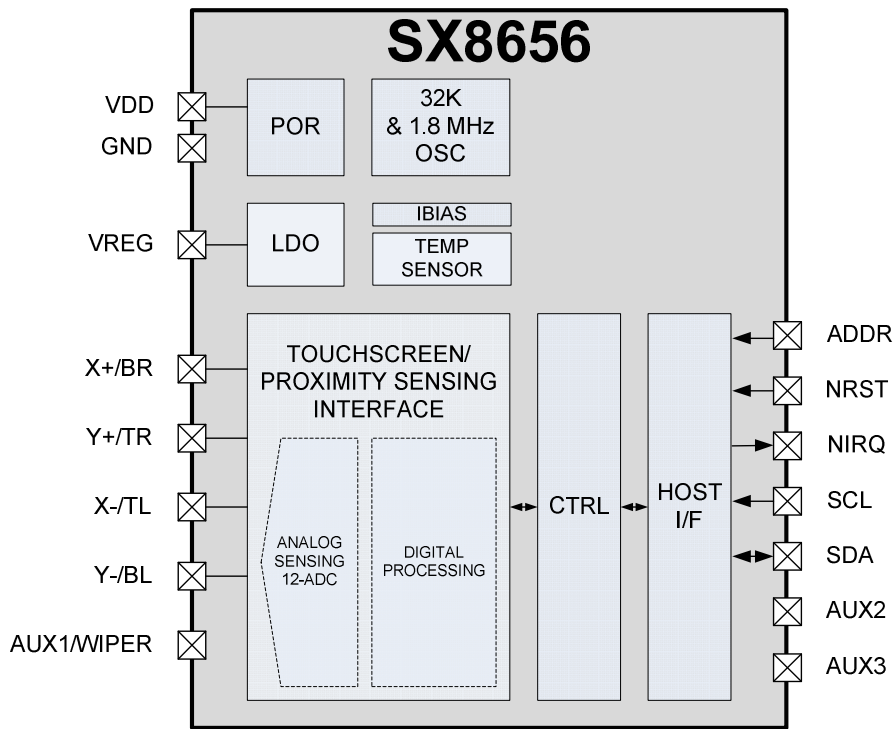 SX8656
VDD
GND
POR
32K
& 1.8 MHz
OSC
VREG
LDO
IBIAS
TEMP
SENSOR
X+/BR
Y+/TR
X-/TL
Y-/BL
AUX1/WIPER
TOUCHSCREEN/
PROXIMITY SENSING
INTERFACE
ANALOG
SENSING
12-ADC
DIGITAL
PROCESSING
CTRL
HOST
I/F
ADDR
NRST
NIRQ
SCL
SDA
AUX2
AUX3